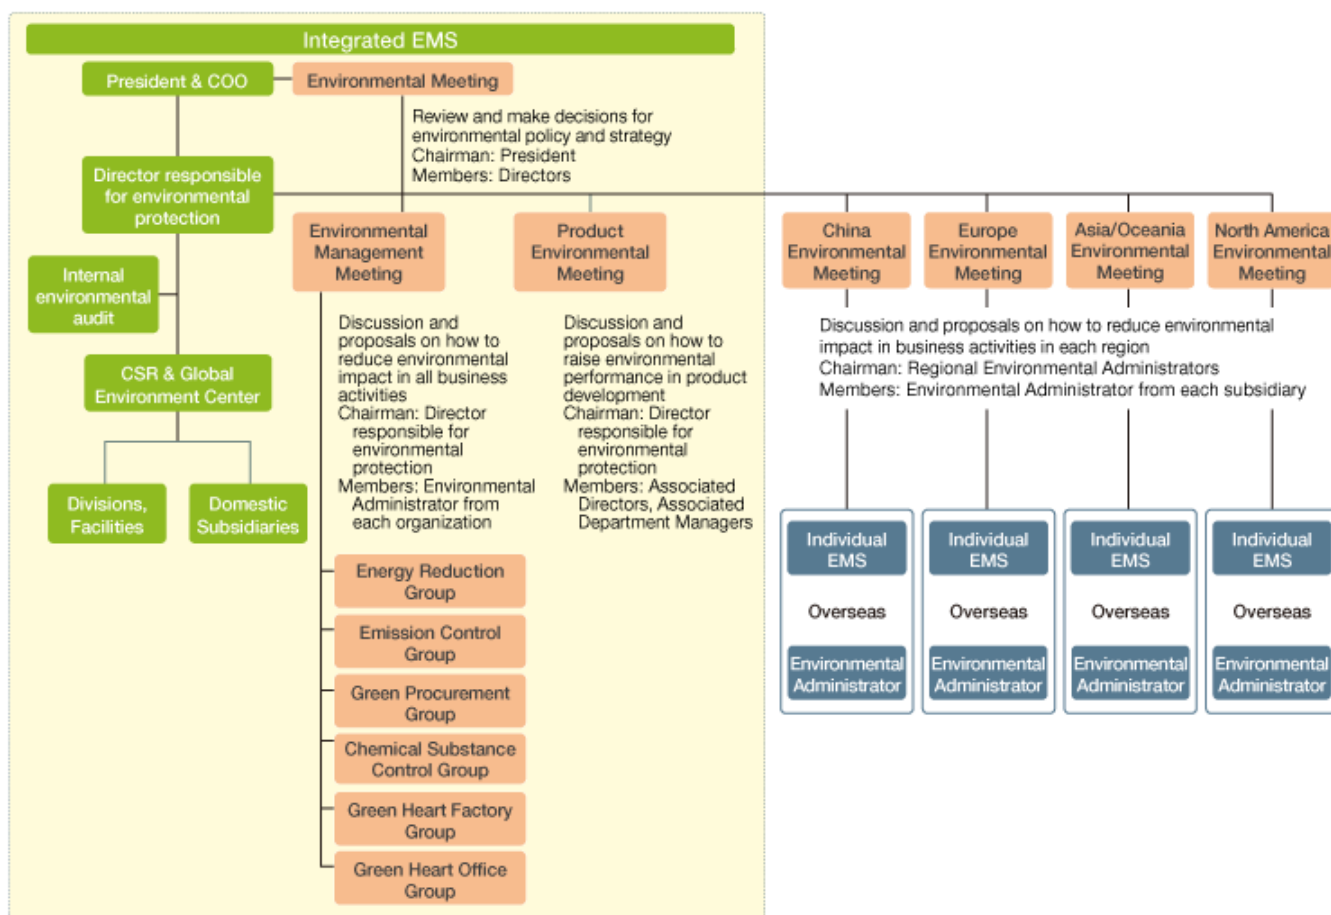 Integrated EMS
President & COO
Environmental Meeting
Review and make decisions for
environmental policy and strategy
Chairman: President
Members: Directors
Director responsible
for environmental
protection
Environmental
Management
Meeting
Product
Environmental
Meeting
China
Environmental
Meeting
Europe
Environmental
Meeting
Asia/Oceania
Environmental
Meeting
North America
Environmental
Meeting
Internal
environmental
audit
CSR & Global
Environment Center
Divisions,
Facilities
Domestic
Subsidiaries
Discussion and
proposals on how to
reduce environmental
impact in all business
activities
Chairman: Director
responsible for
environmental
protection
Members: Environmental
Administrator from
each organization
Discussion and
proposals on how to
raise environmental
performance in product
development
Chairman: Director
responsible for
environmental
protection
Members: Associated
Directors, Associated
Department Managers
Discussion and proposals on how to reduce environmental
impact in business activities in each region
Chairman: Regional Environmental Administrators
Members: Environmental Administrator from each subsidiary
Energy Reduction
Group
Emission Control
Group
Green Procurement
Group
Chemical Substance
Control Group
Green Heart Factory
Group
Green Heart Office
Group
Individual
EMS
Overseas
Environmental
Administrator
Individual
EMS
Overseas
Environmental
Administrator
Individual
EMS
Overseas
Environmental
Administrator
Individual
EMS
Overseas
Environmental
Administrator